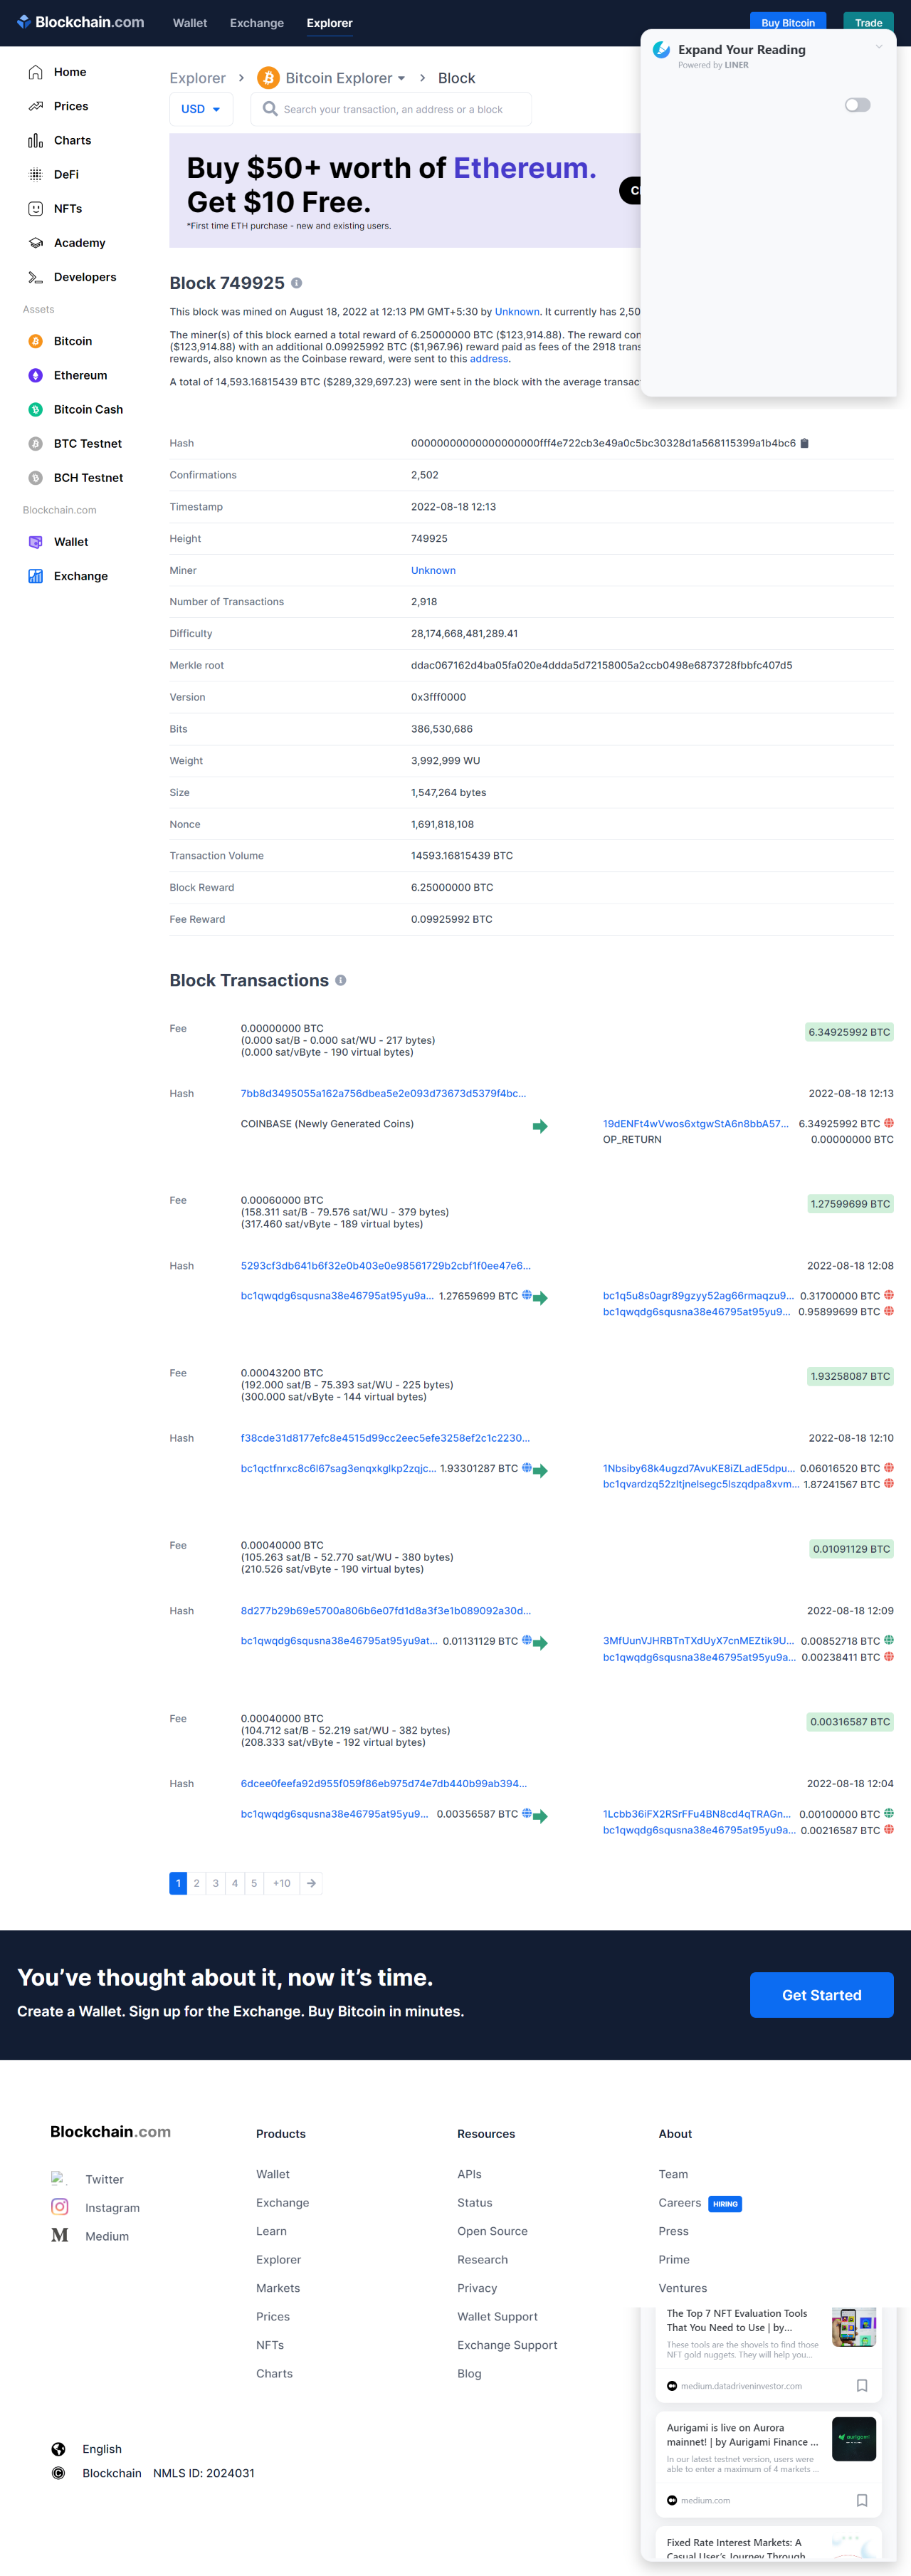 Blockchain.com Wallet Exchange Explorer Buy Bitcoin Trade
Expand Your Reading
Powered by LINER
Home
Prices
Charts
DeFi
NFTs
Academy
Developers
Assets
Bitcoin
Ethereum
Bitcoin Cash
BTC Testnet
BCH Testnet
Blockchain.com
Wallet
Exchange
Explorer > Bitcoin Explorer > Block
USD Search your transaction, an address or a block
Buy $50+ worth of Ethereum.
Get $10 Free.
*First time ETH purchase - new and existing users.
Block 749925
This block was mined on August 18, 2022 at 12:13 PM GMT+5:30 by Unknown. It currently has 2,50
The miner(s) of this block earned a total reward of 6.25000000 BTC ($123,914.88). The reward con
($123,914.88) with an additional 0.09925992 BTC ($1,967.96) reward paid as fees of the 2918 trans
rewards, also known as the Coinbase reward, were sent to this address.
A total of 14,593.16815439 BTC ($289,329,697.23) were sent in the block with the average transac
Hash 00000000000000000000fff4e722cb3e49a0c5bc30328d1a568115399a1b4bc6
Confirmations 2,502
Timestamp 2022-08-18 12:13
Height 749925
Miner Unknown
Number of Transactions 2,918
Difficulty 28,174,668,481,289.41
Merkle root ddac067162d4ba05fa020e4ddda5d72158005a2ccb0498e6873728fbbfc407d5
Version 0x3fff0000
Bits 386,530,686
Weight 3,992,999 WU
Size 1,547,264 bytes
Nonce 1,691,818,108
Transaction Volume 14593.16815439 BTC
Block Reward 6.25000000 BTC
Fee Reward 0.09925992 BTC
Block Transactions
Fee 0.00000000 BTC 6.34925992 BTC
(0.000 sat/B - 0.000 sat/WU - 217 bytes)
(0.000 sat/vByte - 190 virtual bytes)
Hash 7bb8d3495055a162a756dbea5e2e093d73673d5379f4bc... 2022-08-18 12:13
COINBASE (Newly Generated Coins) 19dENFt4wVwos6xtgwStA6n8bbA57... 6.34925992 BTC
OP_RETURN 0.00000000 BTC
Fee 0.00060000 BTC 1.27599699 BTC
(158.311 sat/B - 79.576 sat/WU - 379 bytes)
(317.460 sat/vByte - 189 virtual bytes)
Hash 5293cf3db641b6f32e0b403e0e98561729b2cbf1f0ee47e6... 2022-08-18 12:08
bc1qwqdg6squsna38e46795at95yu9a... 1.27659699 BTC bc1q5u8s0agr89gzyy52ag66rmaqzu9... 0.31700000 BTC
bc1qwqdg6squsna38e46795at95yu9... 0.95899699 BTC
Fee 0.00043200 BTC 1.93258087 BTC
(192.000 sat/B - 75.393 sat/WU - 225 bytes)
(300.000 sat/vByte - 144 virtual bytes)
Hash f38cde31d8177efc8e4515d99cc2eec5efe3258ef2c1c2230... 2022-08-18 12:10
bc1qctfnrxc8c6l67sag3enqxkglkp2zqjc... 1.93301287 BTC 1Nbsiby68k4ugzd7AvuKE8iZLadE5dpu... 0.06016520 BTC
bc1qvardzq52zltjnelsegc5lszqdpa8xvm... 1.87241567 BTC
Fee 0.00040000 BTC 0.01091129 BTC
(105.263 sat/B - 52.770 sat/WU - 380 bytes)
(210.526 sat/vByte - 190 virtual bytes)
Hash 8d277b29b69e5700a806b6e07fd1d8a3f3e1b089092a30d... 2022-08-18 12:09
bc1qwqdg6squsna38e46795at95yu9at... 0.01131129 BTC 3MfUunVJHRBTnTXdUyX7cnMEZtik9U... 0.00852718 BTC
bc1qwqdg6squsna38e46795at95yu9a... 0.00238411 BTC
Fee 0.00040000 BTC 0.00316587 BTC
(104.712 sat/B - 52.219 sat/WU - 382 bytes)
(208.333 sat/vByte - 192 virtual bytes)
Hash 6dcee0feefa92d955f059f86eb975d74e7db440b99ab394... 2022-08-18 12:04
bc1qwqdg6squsna38e46795at95yu9... 0.00356587 BTC 1Lcbb36iFX2RSrFFu4BN8cd4qTRAGn... 0.00100000 BTC
bc1qwqdg6squsna38e46795at95yu9a... 0.00216587 BTC
1 2 3 4 5 +10
You've thought about it, now it's time.
Create a Wallet. Sign up for the Exchange. Buy Bitcoin in minutes.
Get Started
Blockchain.com
Twitter
Instagram
Medium
Products
Wallet
Exchange
Learn
Explorer
Markets
Prices
NFTs
Charts
Resources
APIs
Status
Open Source
Research
Privacy
Wallet Support
Exchange Support
Blog
About
Team
Careers HIRING
Press
Prime
Ventures
The Top 7 NFT Evaluation Tools
That You Need to Use | by...
These tools are the shovels to find those
NFT gold nuggets. They will help you...
medium.datadriveninvestor.com
Aurigami is live on Aurora
mainnet! | by Aurigami Finance ...
aurigami
In our latest testnet version, users were
able to enter a maximum of 4 markets ...
medium.com
Fixed Rate Interest Markets: A
Casual User's Journey Through
English
Blockchain NMLS ID: 2024031